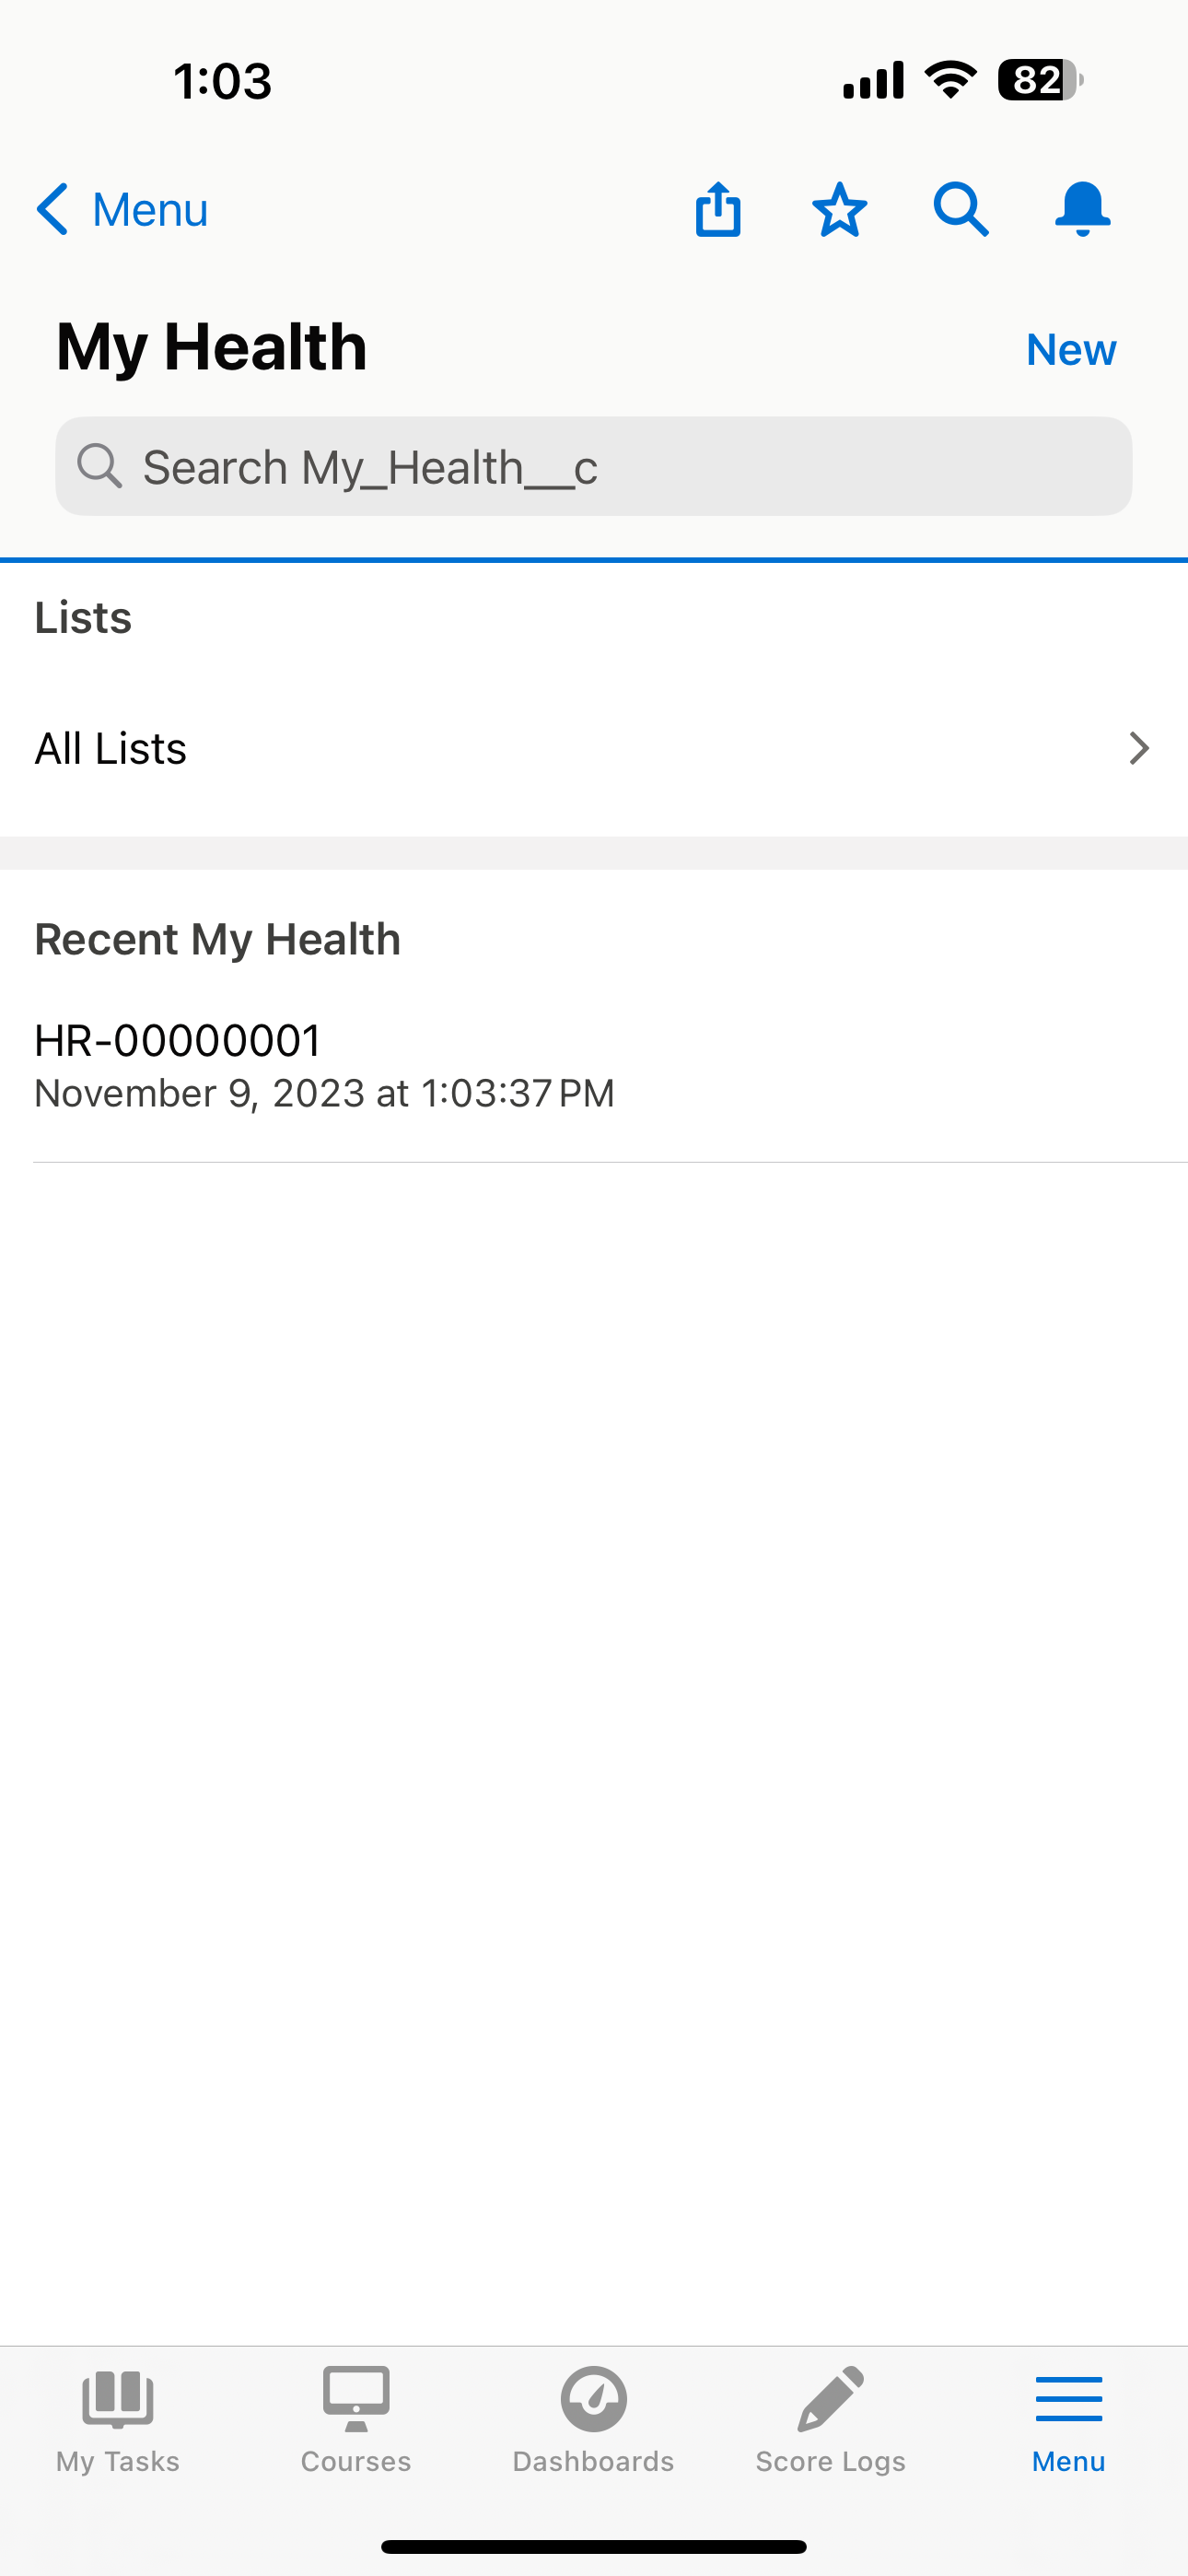 1:03
82
Menu
My Health
New
Search My_Health__c
Lists
All Lists
Recent My Health
HR-00000001
November 9, 2023 at 1:03:37 PM
My Tasks
Courses
Dashboards
Score Logs
Menu